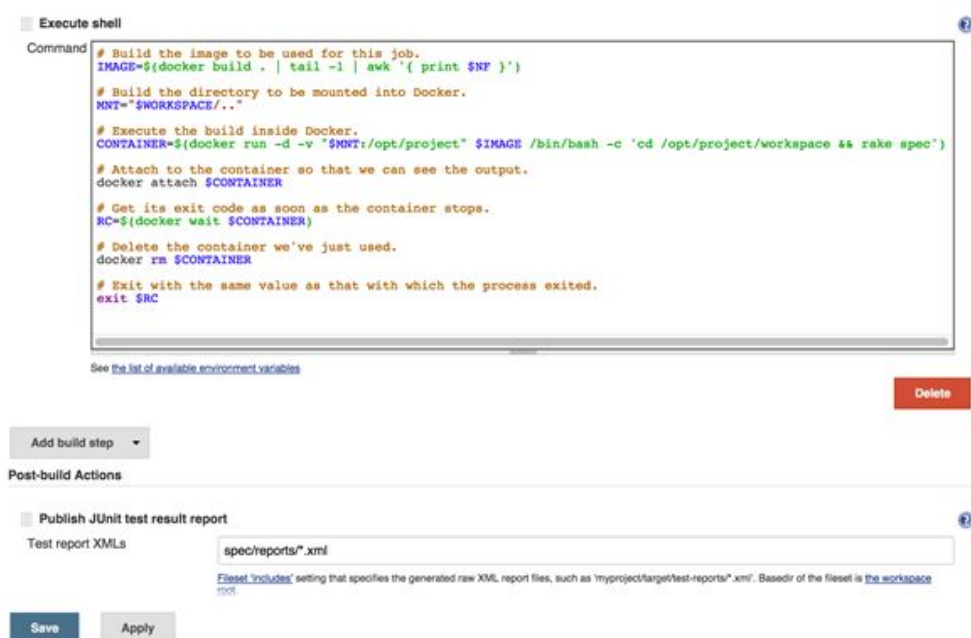 Execute shell
Command
# Build the image to be used for this job.
IMAGE=$(docker build . | tail -1 | awk '{ print $NF }')
# Build the directory to be mounted into Docker.
MNT="$WORKSPACE/.."
# Execute the build inside Docker.
CONTAINER=$(docker run -d -v "$MNT:/opt/project" $IMAGE /bin/bash -c 'cd /opt/project/workspace && rake spec')
# Attach to the container so that we can see the output.
docker attach $CONTAINER
# Get its exit code as soon as the container stops.
RC=$(docker wait $CONTAINER)
# Delete the container we've just used.
docker rm $CONTAINER
# Exit with the same value as that with which the process exited.
exit $RC
See the list of available environment variables
Delete
Add build step
Post-build Actions
Publish JUnit test result report
Test report XMLs
spec/reports/*.xml
Fileset 'includes' setting that specifies the generated raw XML report files, such as 'myproject/target/test-reports/*.xml'. Basedir of the fileset is the workspace
root.
Save
Apply